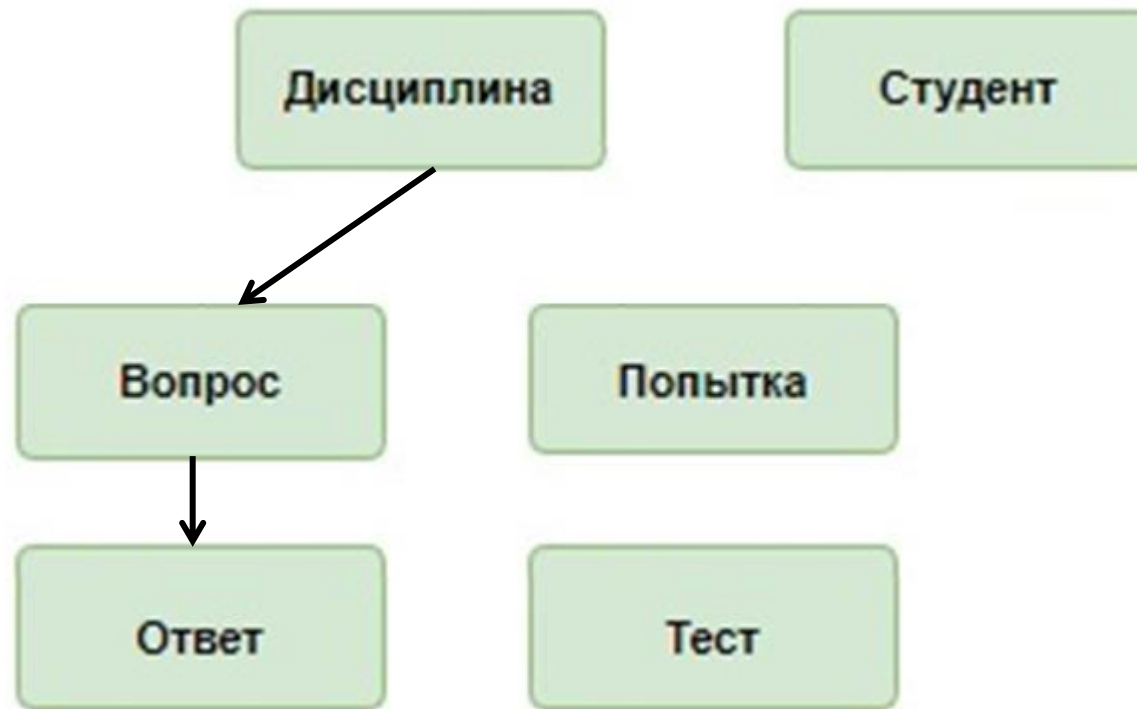 Дисциплина
Студент
Вопрос
Попытка
Ответ
Тест